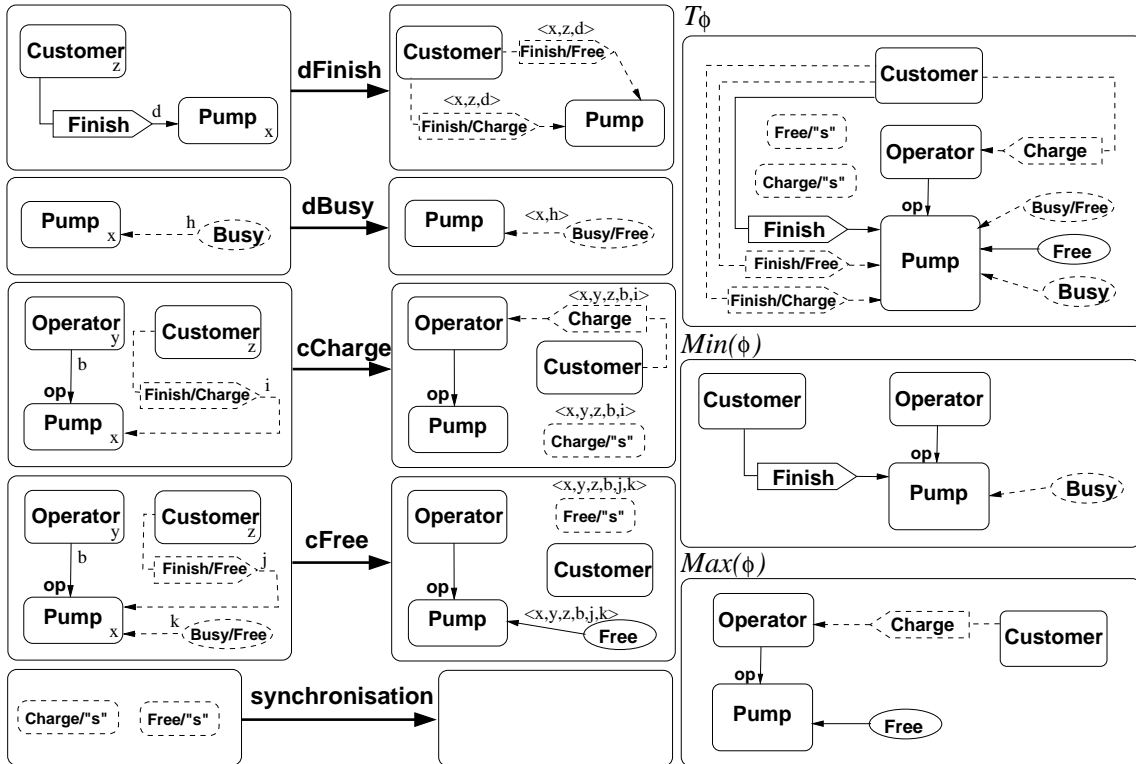 Customer
z
Finish
d
Pump
x
dFinish
<x,z,d>
Customer
Finish/Free
<x,z,d>
Finish/Charge
Pump
Pump
x
h
Busy
dBusy
Pump
<x,h>
Busy/Free
Operator
y
Customer
z
b
op
Finish/Charge
i
Pump
x
cCharge
<x,y,z,b,i>
Operator
Charge
Customer
op
Pump
<x,y,z,b,i>
Charge/"s"
Operator
y
Customer
z
b
op
Finish/Free
j
Pump
x
k
Busy/Free
cFree
<x,y,z,b,j,k>
Operator
Free/"s"
Customer
op
Pump
<x,y,z,b,j,k>
Free
Charge/"s"
Free/"s"
synchronisation
Tϕ
Customer
Free/"s"
Operator
Charge
Charge/"s"
op
Busy/Free
Finish
Pump
Free
Finish/Free
Busy
Finish/Charge
Min(ϕ)
Customer
Operator
op
Finish
Pump
Busy
Max(ϕ)
Operator
Charge
Customer
op
Pump
Free